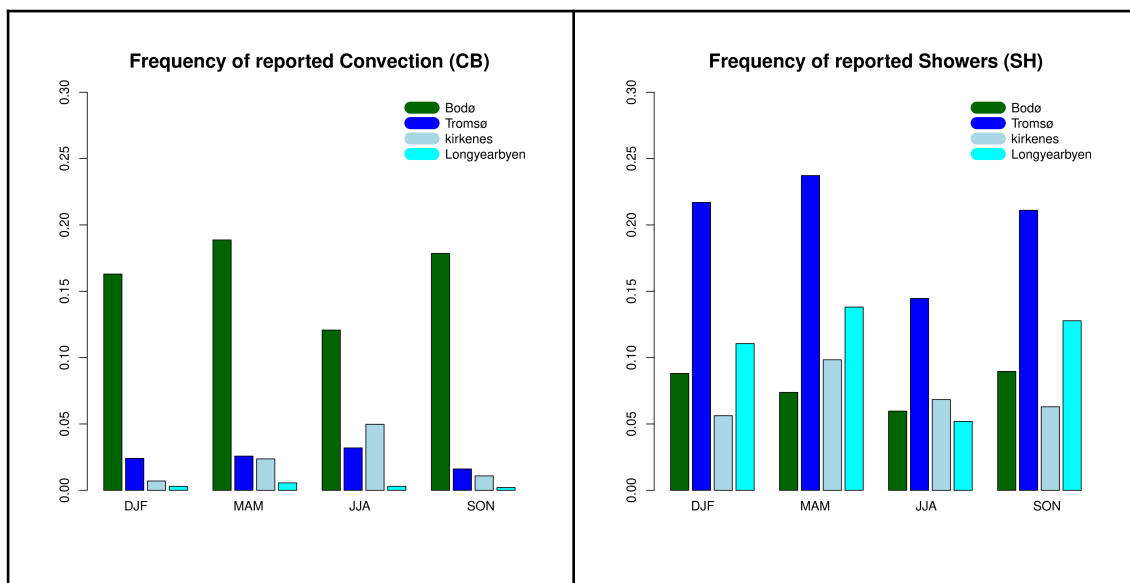 Frequency of reported Convection (CB)
0.30
0.25
0.20
0.15
0.10
0.05
0.00
Bodø
Tromsø
kirkenes
Longyearbyen
DJF
MAM
JJA
SON
Frequency of reported Showers (SH)
0.30
0.25
0.20
0.15
0.10
0.05
0.00
Bodø
Tromsø
kirkenes
Longyearbyen
DJF
MAM
JJA
SON